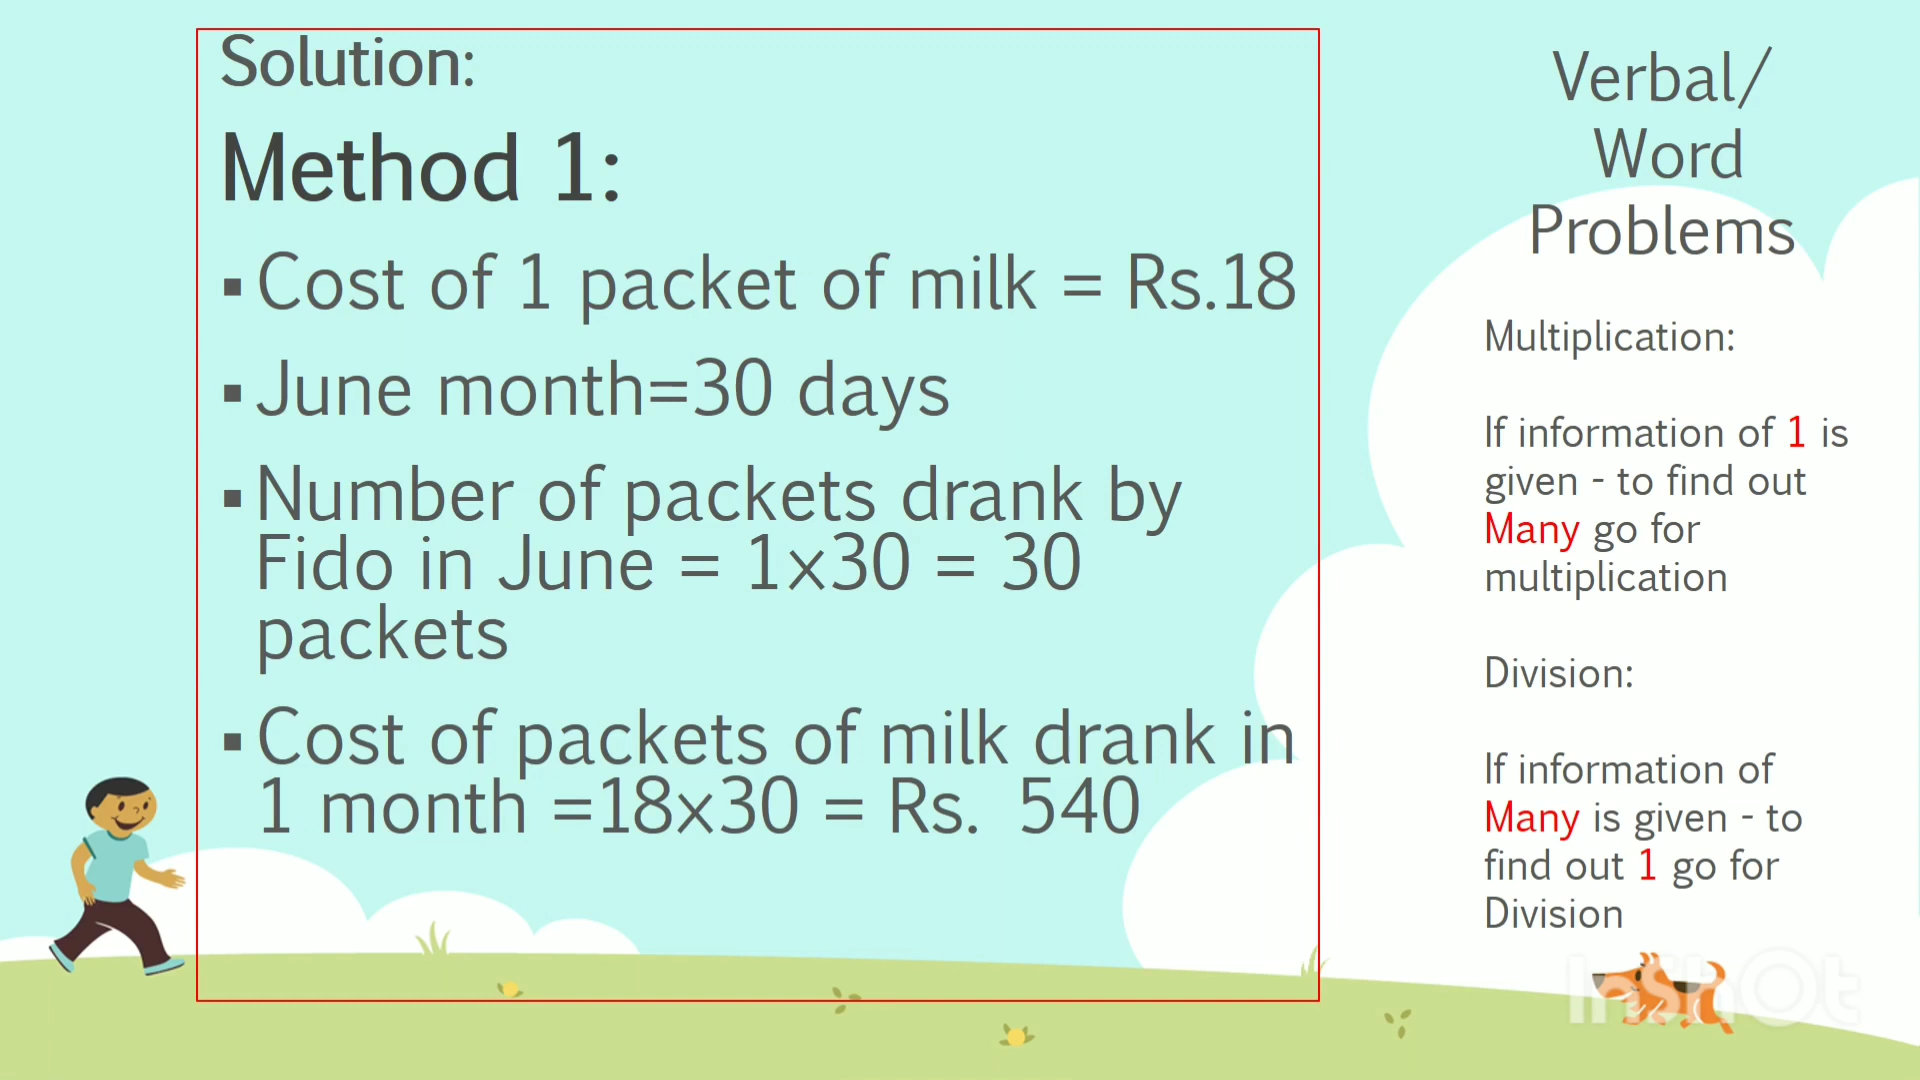 Solution:
Method 1:
▪Cost of 1 packet of milk = Rs.18
▪June month=30 days
▪Number of packets drank by
Fido in June = 1x30 = 30
packets
▪Cost of packets of milk drank in
1 month =18x30 = Rs. 540
Verbal/
Word
Problems
Multiplication:
If information of 1 is
given - to find out
Many go for
multiplication
Division:
If information of
Many is given - to
find out 1 go for
Division
InShOt